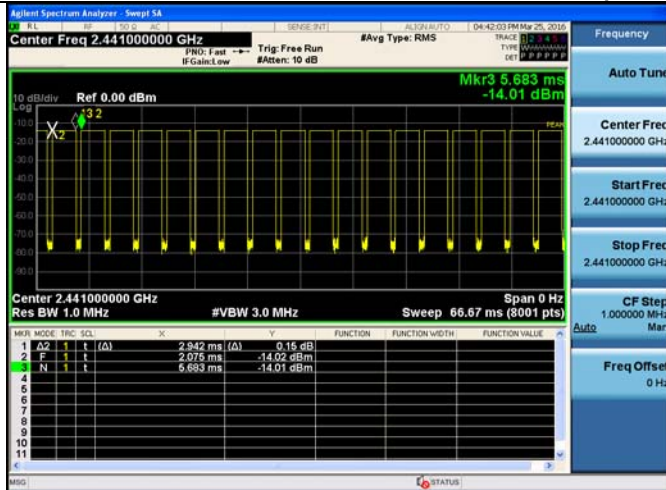 Agilent Spectrum Analyzer - Swept SA
RL RF 50 Ω AC SENSE:INT ALIGN AUTO 04:42:03 PM Mar 25, 2016
Center Freq 2.441000000 GHz
PNO: Fast Trig: Free Run
IFGain:Low #Atten: 10 dB
#Avg Type: RMS
TRACE 1 2 3 4 5 6
TYPE
DET P P P P P P
Mkr3 5.683 ms
-14.01 dBm
10 dB/div Ref 0.00 dBm
Log
-10.0
-20.0
-30.0
-40.0
-50.0
-60.0
-70.0
-80.0
-90.0
X2
PEAK
Center 2.441000000 GHz Span 0 Hz
Res BW 1.0 MHz #VBW 3.0 MHz Sweep 66.67 ms (8001 pts)
MKR MODE TRC SCL X Y FUNCTION FUNCTION WIDTH FUNCTION VALUE
1 Δ2 1 t (Δ) 2.942 ms (Δ) 0.15 dB
2 F 1 t 2.075 ms -14.02 dBm
3 N 1 t 5.683 ms -14.01 dBm
4
5
6
7
8
9
10
11
MSG STATUS
Frequency
Auto Tune
Center Freq
2.441000000 GHz
Start Freq
2.441000000 GHz
Stop Freq
2.441000000 GHz
CF Step
1.000000 MHz
Auto Man
Freq Offset
0 Hz